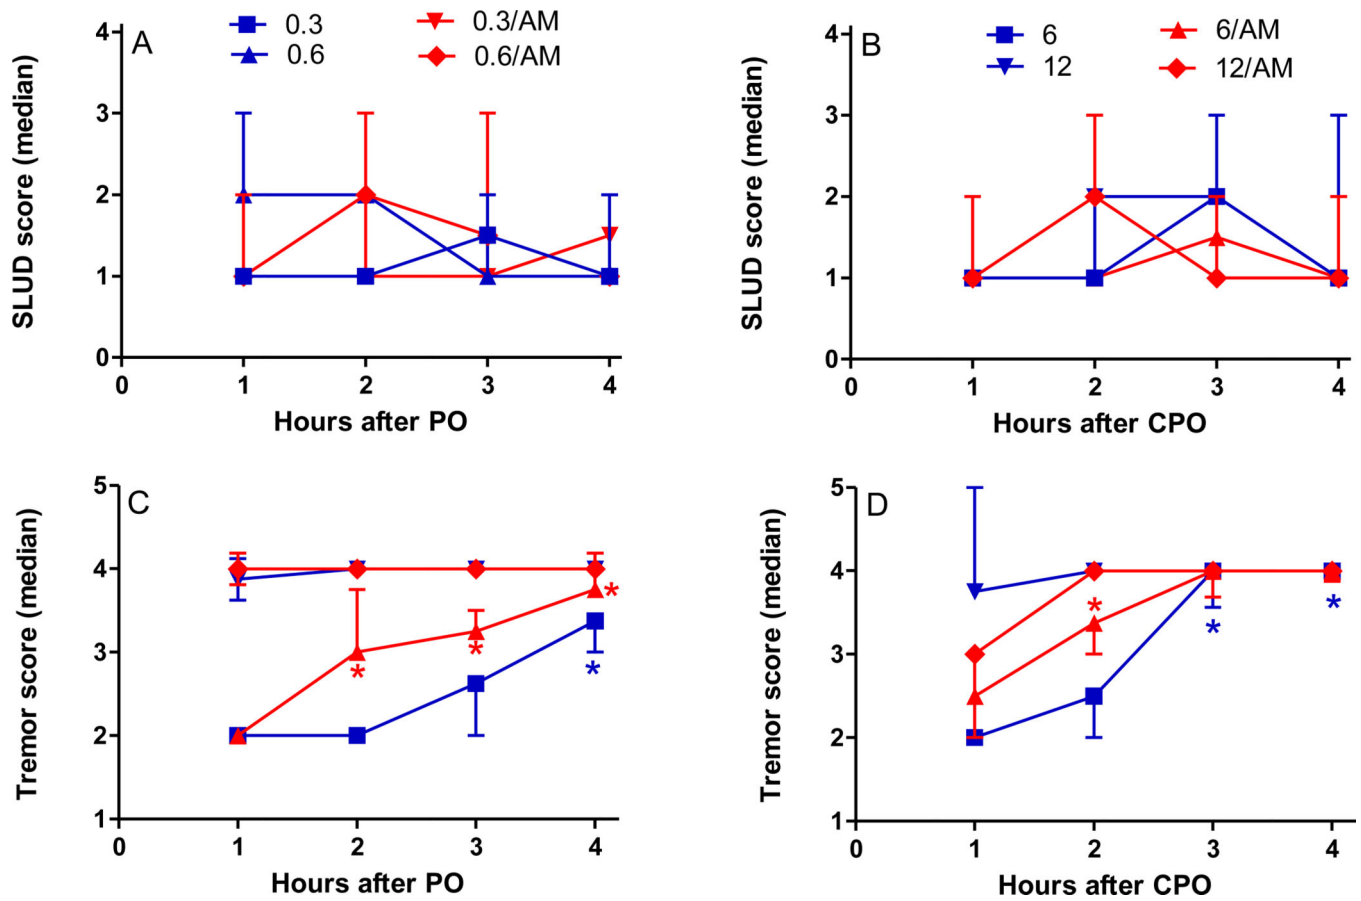 A
0.3
0.6
0.3/AM
0.6/AM
SLUD score (median)
4
3
2
1
0
0 1 2 3 4
Hours after PO
B
6
12
6/AM
12/AM
SLUD score (median)
4
3
2
1
0
0 1 2 3 4
Hours after CPO
C
Tremor score (median)
5
4
3
2
1
* * * *
0 1 2 3 4
Hours after PO
D
Tremor score (median)
5
4
3
2
1
* * *
0 1 2 3 4
Hours after CPO